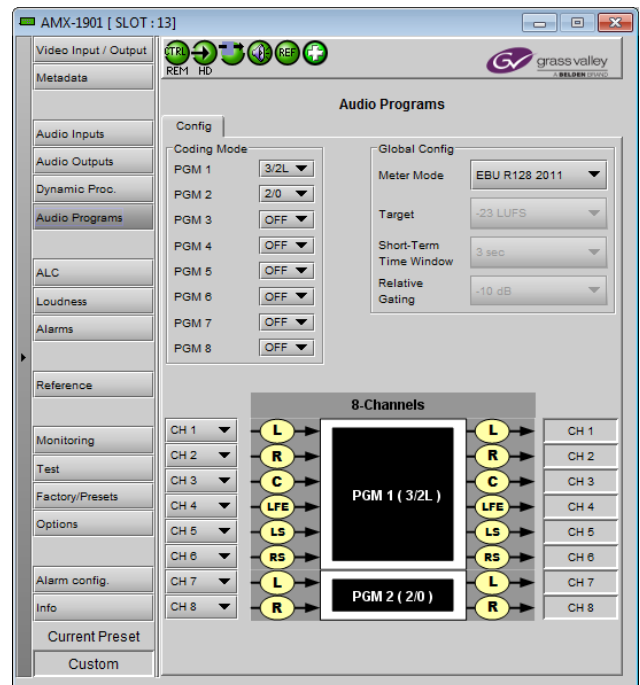 AMX-1901 [ SLOT : 13]
Video Input / Output
Metadata
Audio Inputs
Audio Outputs
Dynamic Proc.
Audio Programs
ALC
Loudness
Alarms
Reference
Monitoring
Test
Factory/Presets
Options
Alarm config.
Info
Current Preset
Custom
CTRL
REF
REM HD
GV grass valley
A BELDEN BRAND
Audio Programs
Config
Coding Mode
PGM 1 3/2L
PGM 2 2/0
PGM 3 OFF
PGM 4 OFF
PGM 5 OFF
PGM 6 OFF
PGM 7 OFF
PGM 8 OFF
Global Config
Meter Mode EBU R128 2011
Target -23 LUFS
Short-Term
Time Window
3 sec
Relative
Gating
-10 dB
8-Channels
CH 1 L L CH 1
CH 2 R R CH 2
CH 3 C C CH 3
CH 4 LFE LFE CH 4
CH 5 LS LS CH 5
CH 6 RS RS CH 6
PGM 1 ( 3/2L )
CH 7 L L CH 7
CH 8 R R CH 8
PGM 2 ( 2/0 )